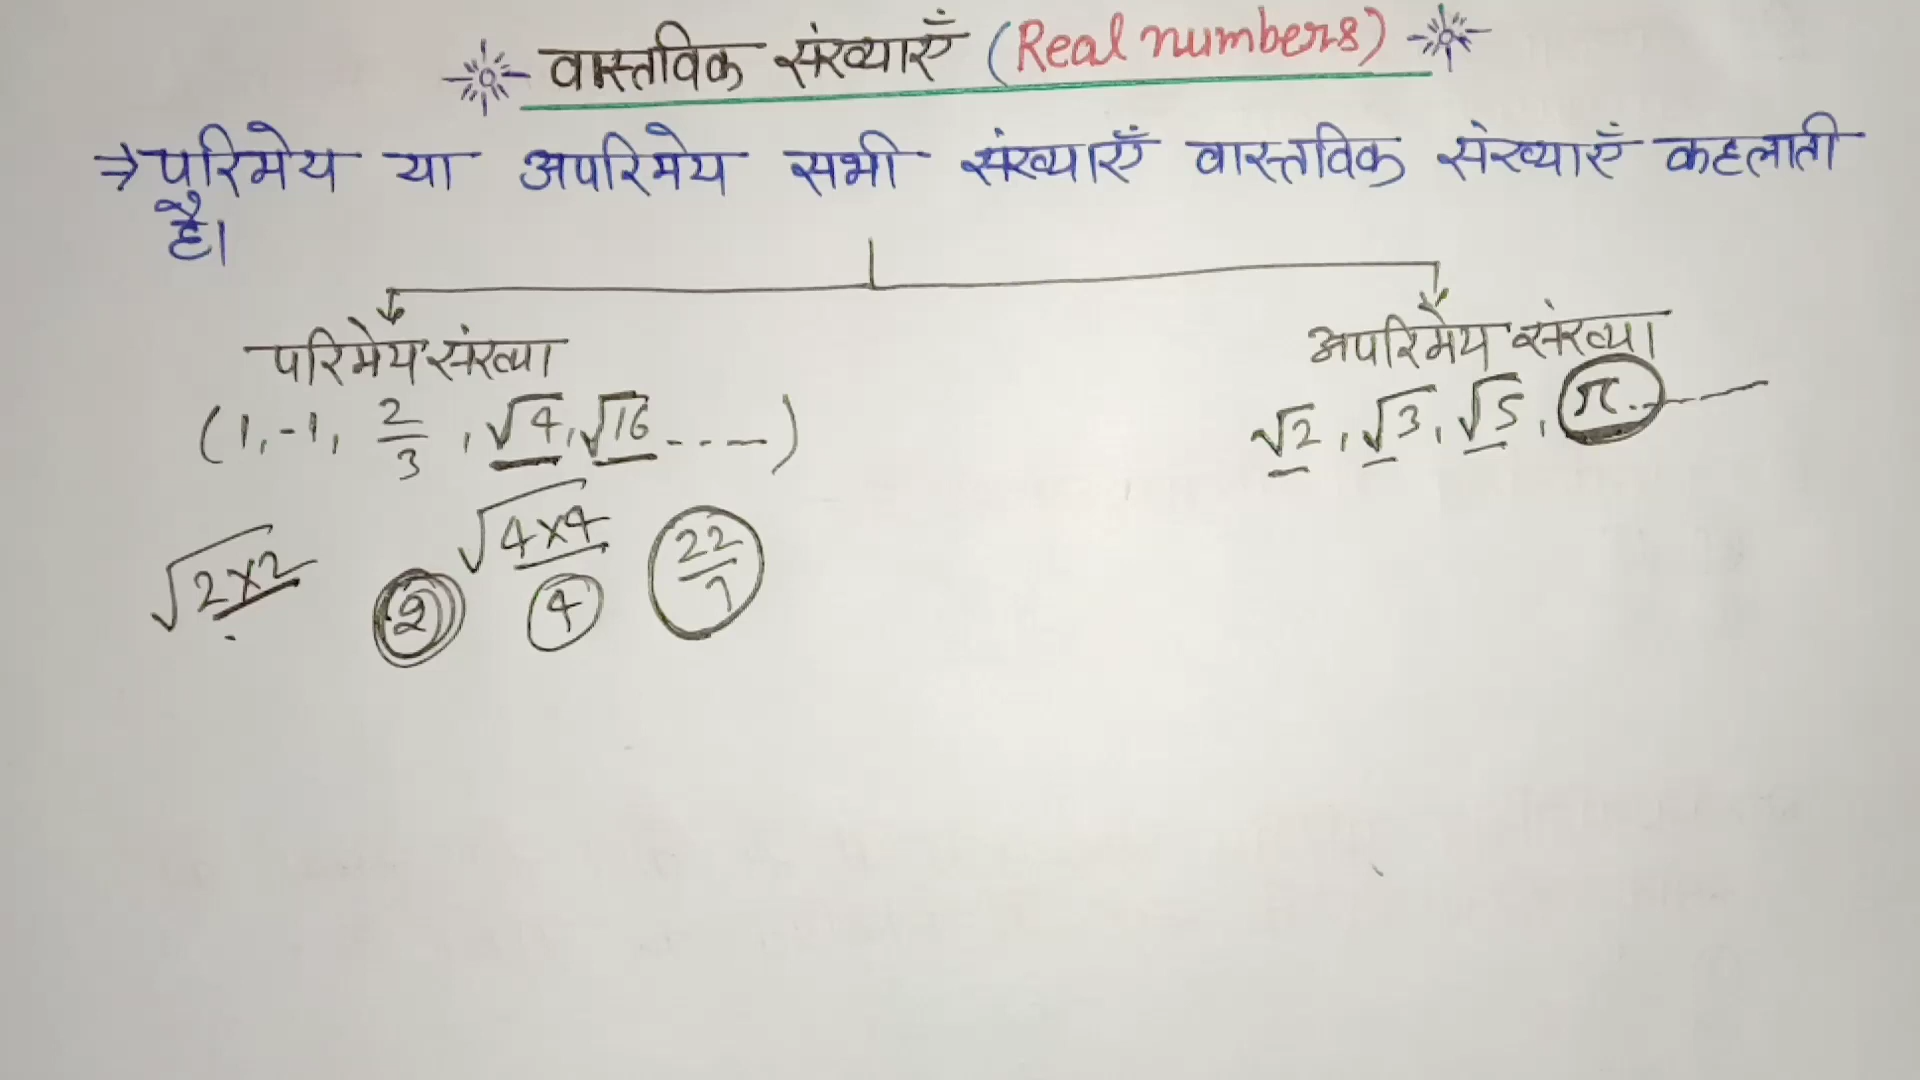 वास्तविक संख्याएँ (Real numbers)
→ परिमेय या अपरिमेय सभी संख्याएँ वास्तविक संख्याएँ कहलाती
है।
परिमेय संख्या
अपरिमेय संख्या
(1, -1, 2/3, √4, √16 ----)
√2, √3, √5, π ----
√2×2 2 √4×4 4 22/7